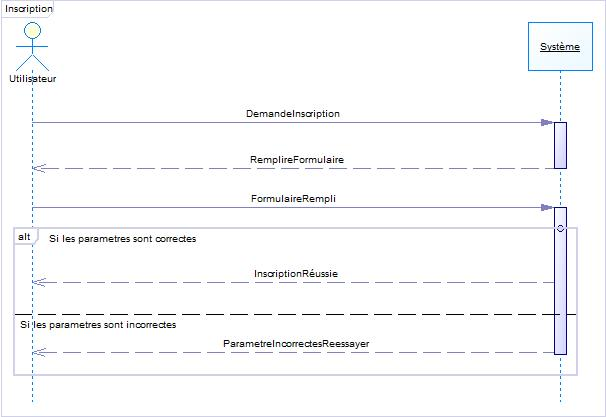 Inscription
Utilisateur
Système
DemandeInscription
RemplireFormulaire
FormulaireRempli
alt
Si les parametres sont correctes
InscriptionRéussie
Si les parametres sont incorrectes
ParametreIncorrectesReessayer